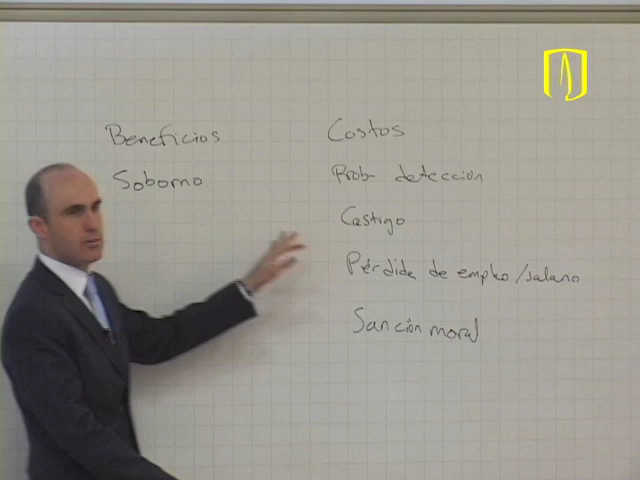 Beneficios
Costos
Soborno
Prob detección
Castigo
Pérdida de empleo/salario
Sanción moral